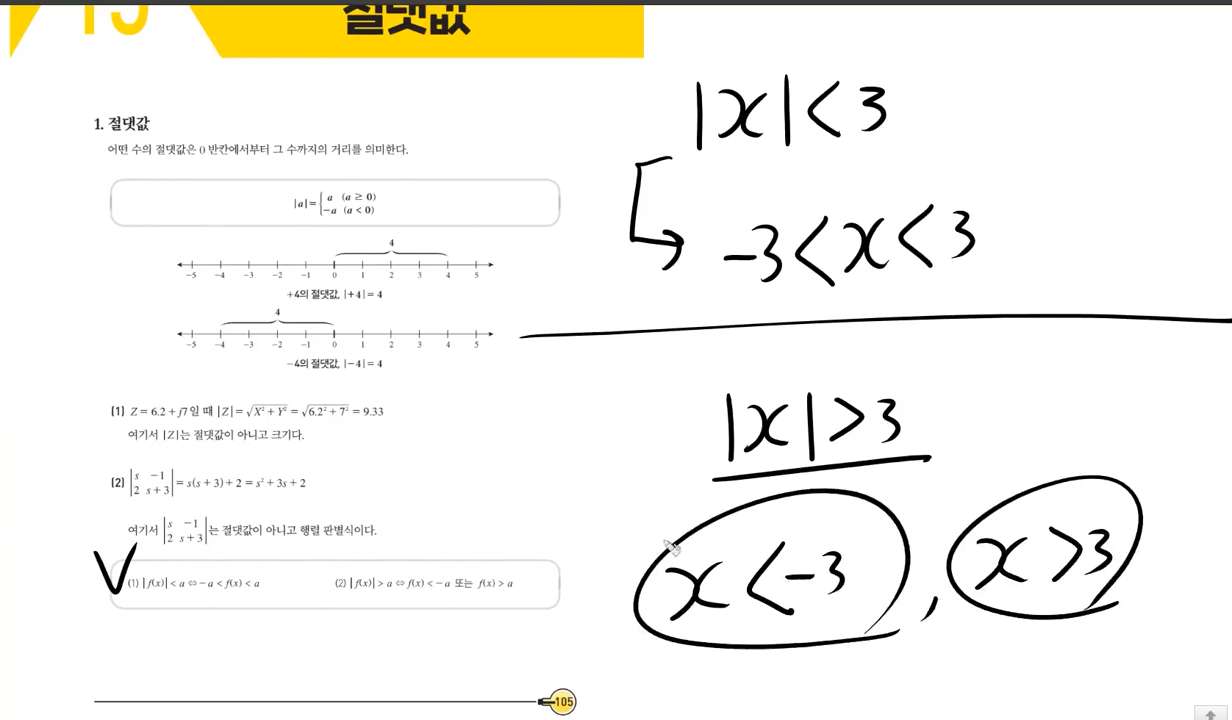 15 절댓값
1. 절댓값
어떤 수의 절댓값은 0 반칸에서부터 그 수까지의 거리를 의미한다.
|a| = { a (a ≥ 0)
−a (a < 0)
4
−5 −4 −3 −2 −1 0 1 2 3 4 5
+4의 절댓값, |+4| = 4
4
−5 −4 −3 −2 −1 0 1 2 3 4 5
−4의 절댓값, |−4| = 4
(1) Z = 6.2 + j7일 때 |Z| = √(X² + Y²) = √(6.2² + 7²) = 9.33
여기서 |Z|는 절댓값이 아니고 크기다.
(2) | s −1 | = s(s + 3) + 2 = s² + 3s + 2
| 2 s + 3 |
여기서 | s −1 | 는 절댓값이 아니고 행렬 판별식이다.
| 2 s + 3 |
(1) |f(x)| < a ⇔ −a < f(x) < a (2) |f(x)| > a ⇔ f(x) < −a 또는 f(x) > a
105
|x| < 3
-3 < x < 3
|x| > 3
x < -3 , x > 3